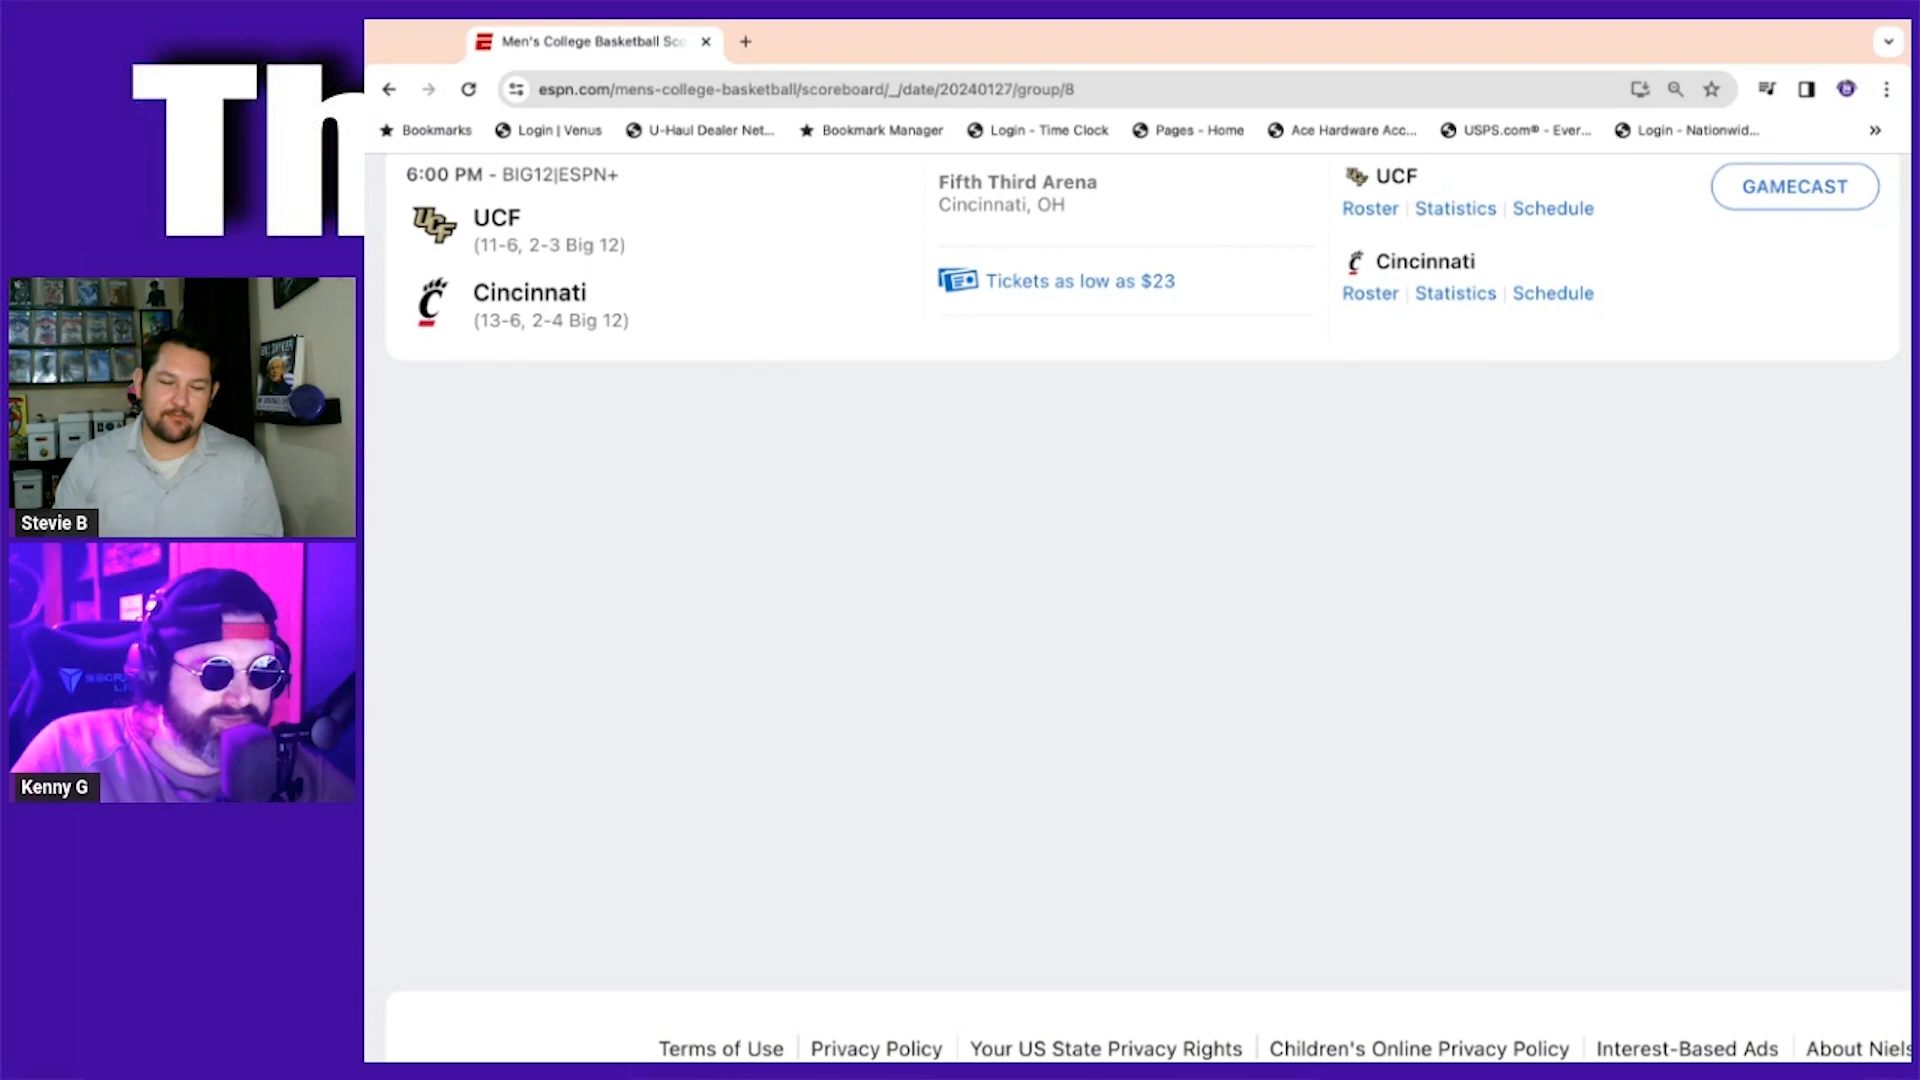 Th
Men's College Basketball Sco
espn.com/mens-college-basketball/scoreboard/_/date/20240127/group/8
Bookmarks
Login | Venus
U-Haul Dealer Net...
Bookmark Manager
Login - Time Clock
Pages - Home
Ace Hardware Acc...
USPS.com® - Ever...
Login - Nationwid...
6:00 PM - BIG12|ESPN+
UCF
(11-6, 2-3 Big 12)
Cincinnati
(13-6, 2-4 Big 12)
Fifth Third Arena
Cincinnati, OH
Tickets as low as $23
UCF
Roster | Statistics | Schedule
Cincinnati
Roster | Statistics | Schedule
GAMECAST
BILL SNYDER
Stevie B
SECR
L
Kenny G
Terms of Use
Privacy Policy
Your US State Privacy Rights
Children's Online Privacy Policy
Interest-Based Ads
About Niels